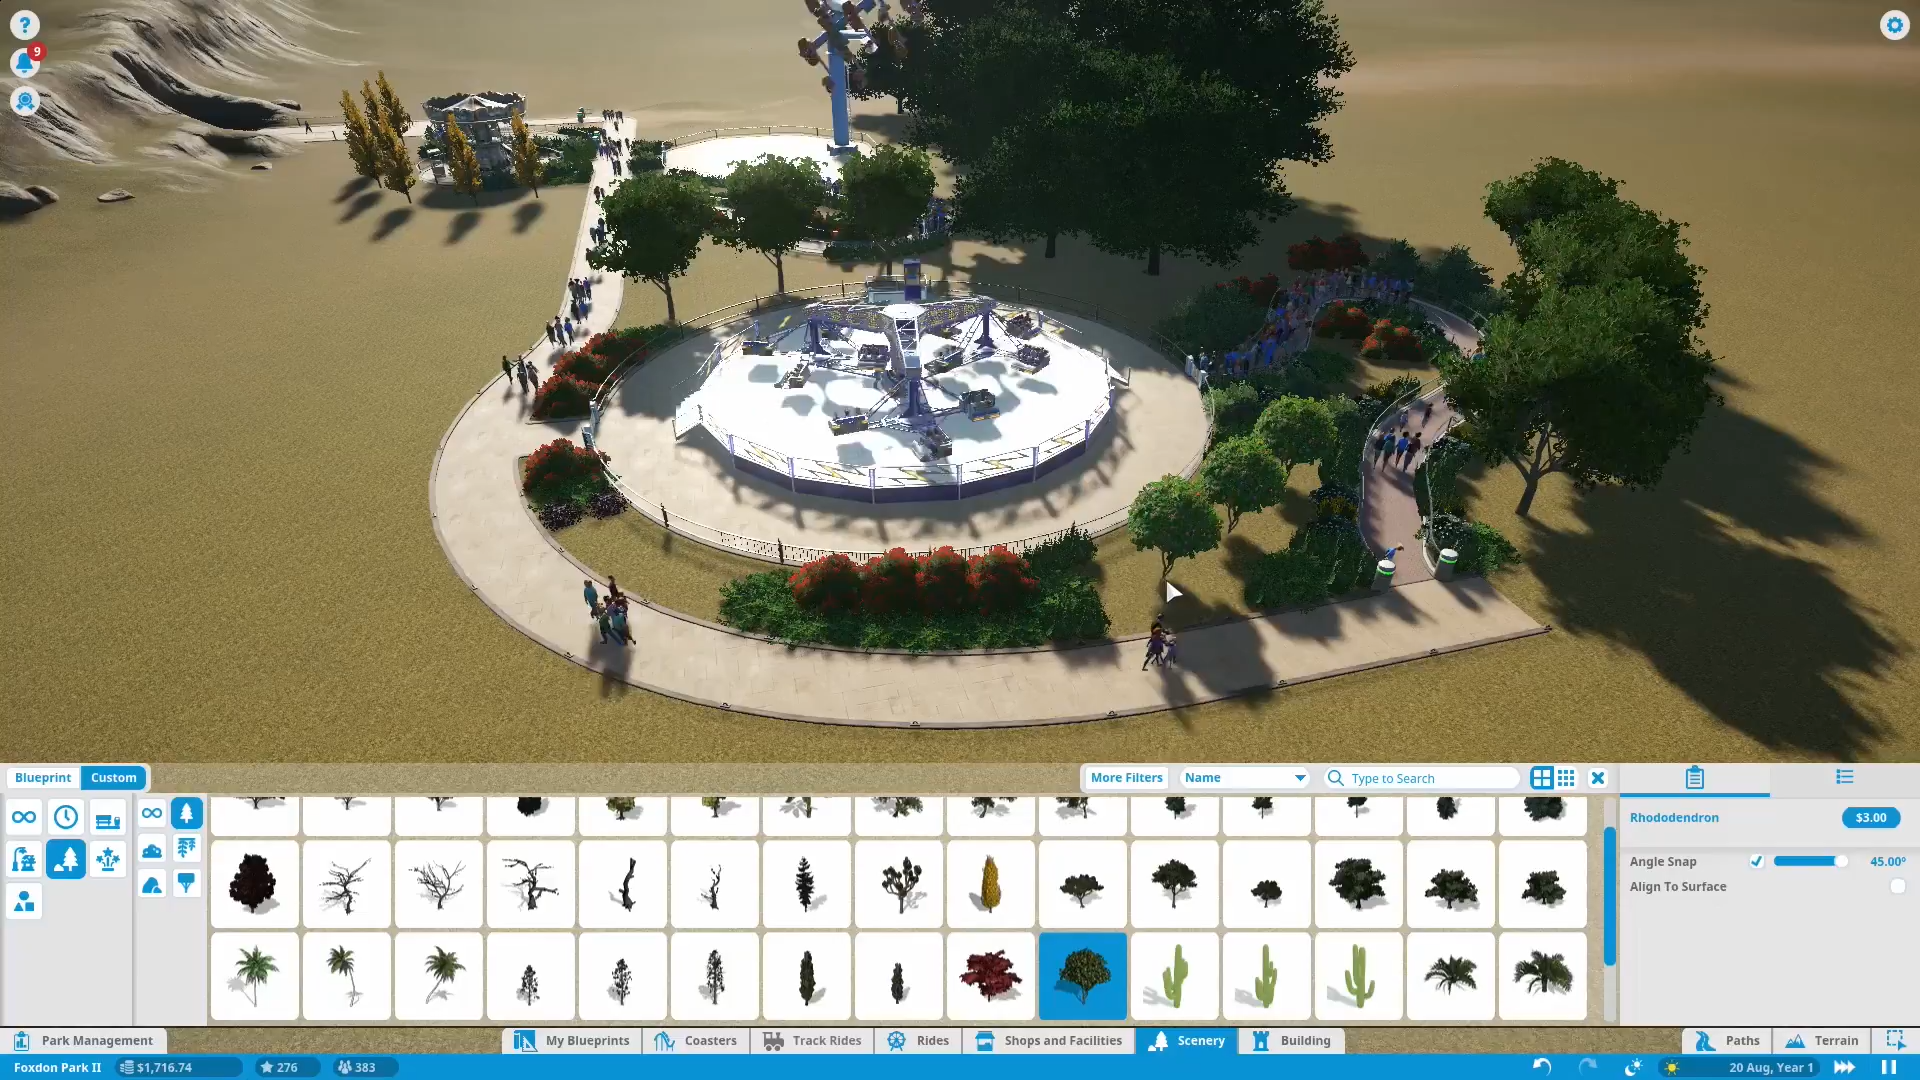 ?
9
Blueprint
Custom
More Filters
Name
Type to Search
Rhododendron
$3.00
Angle Snap
45.00°
Align To Surface
Park Management
My Blueprints
Coasters
Track Rides
Rides
Shops and Facilities
Scenery
Building
Paths
Terrain
Foxdon Park II
$1,716.74
276
383
20 Aug, Year 1